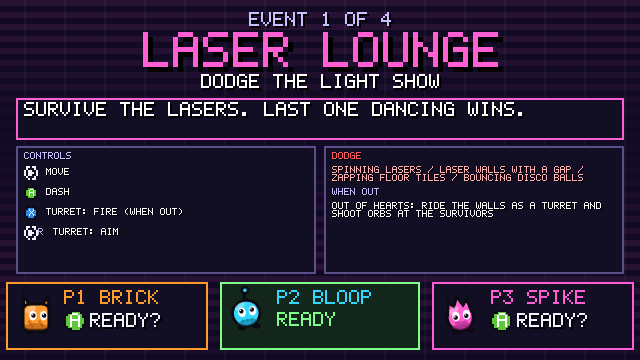 EVENT 1 OF 4
LASER LOUNGE
DODGE THE LIGHT SHOW
SURVIVE THE LASERS. LAST ONE DANCING WINS.
CONTROLS
MOVE
A DASH
X TURRET: FIRE (WHEN OUT)
R TURRET: AIM
DODGE
SPINNING LASERS / LASER WALLS WITH A GAP /
ZAPPING FLOOR TILES / BOUNCING DISCO BALLS
WHEN OUT
OUT OF HEARTS: RIDE THE WALLS AS A TURRET AND
SHOOT ORBS AT THE SURVIVORS
P1 BRICK
A READY?
P2 BLOOP
READY
P3 SPIKE
A READY?